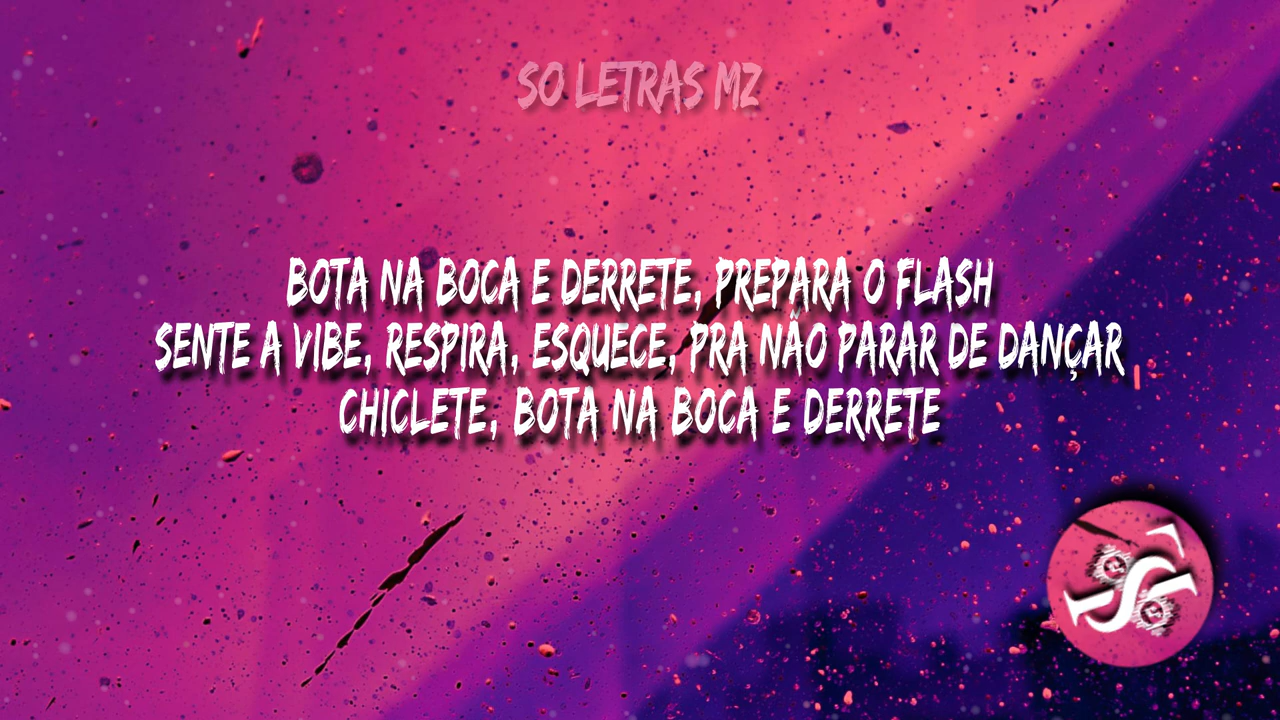 SO LETRAS MZ
BOTA NA BOCA E DERRETE, PREPARA O FLASH
SENTE A VIBE, RESPIRA, ESQUECE, PRA NÃO PARAR DE DANÇAR
CHICLETE, BOTA NA BOCA E DERRETE